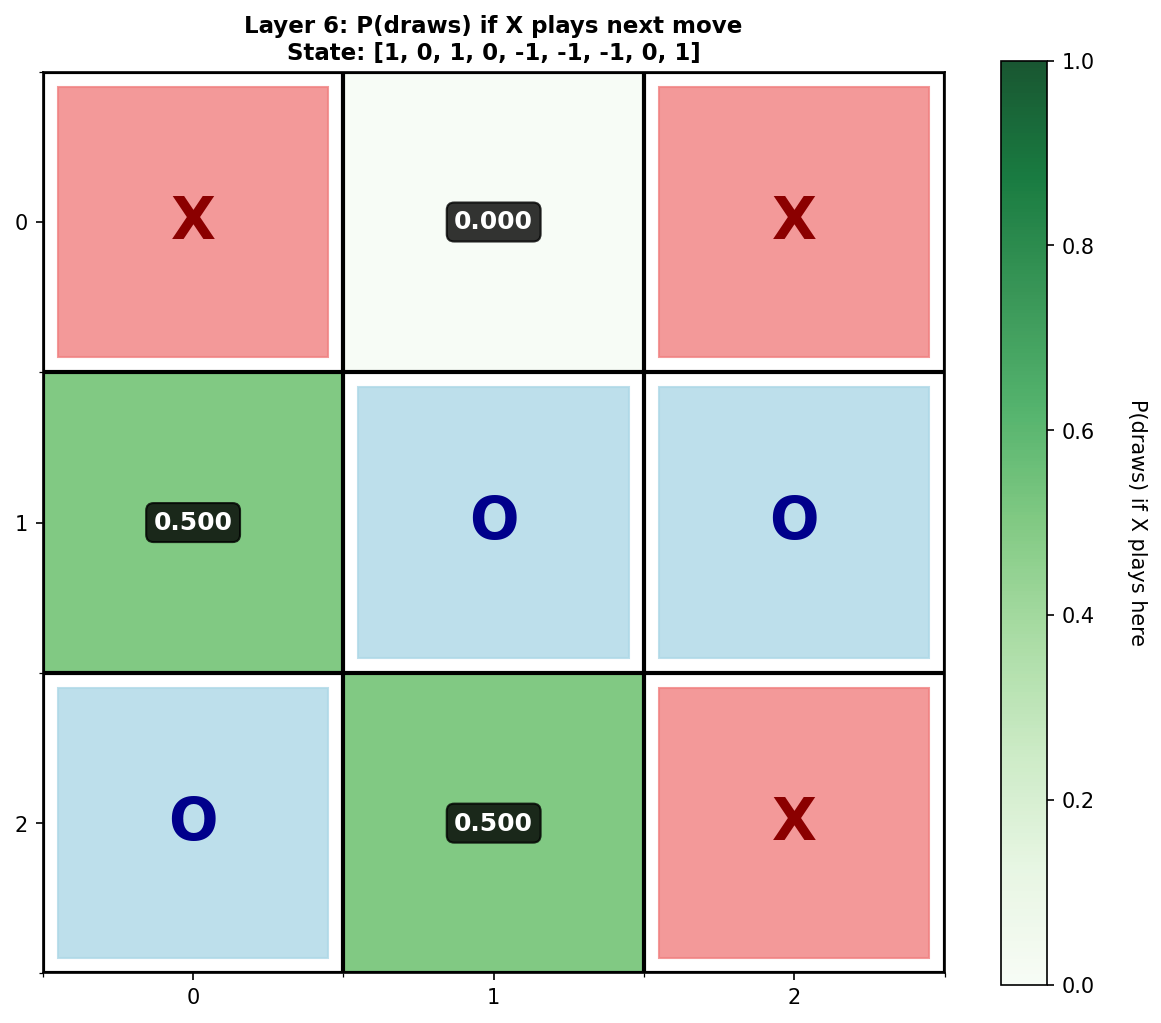 Layer 6: P(draws) if X plays next move
State: [1, 0, 1, 0, -1, -1, -1, 0, 1]
X
0.000
X
0.500
O
O
O
0.500
X
0
1
2
0
1
2
1.0
0.8
0.6
0.4
0.2
0.0
P(draws) if X plays here